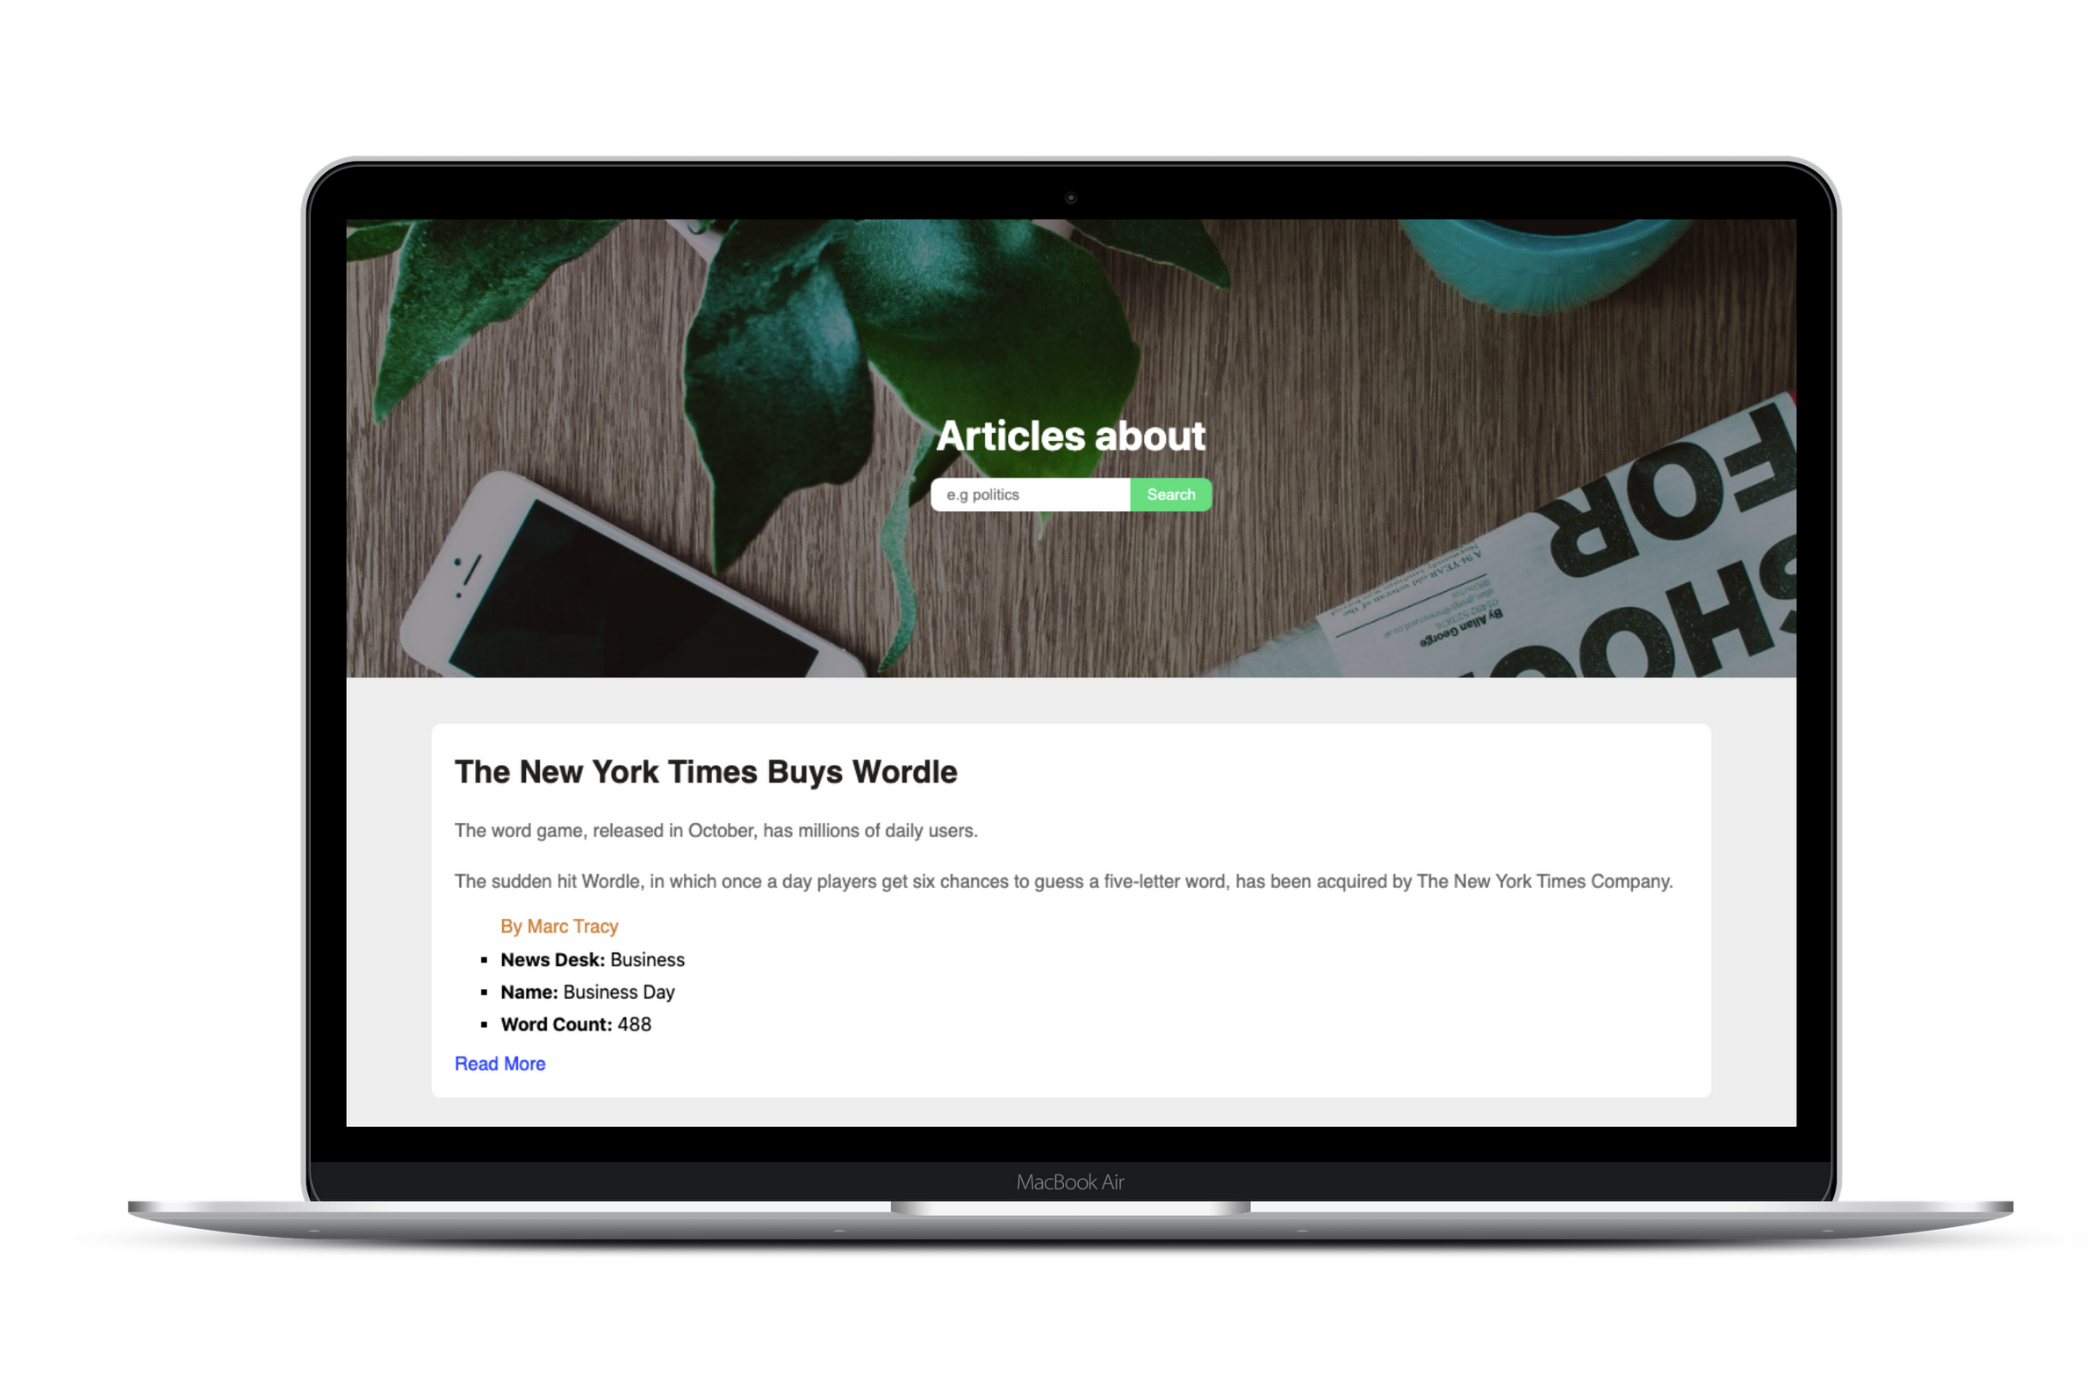 Articles about
e.g politics
Search
FOR
By Allan George
The New York Times Buys Wordle
The word game, released in October, has millions of daily users.
The sudden hit Wordle, in which once a day players get six chances to guess a five-letter word, has been acquired by The New York Times Company.
By Marc Tracy
News Desk: Business
Name: Business Day
Word Count: 488
Read More
MacBook Air